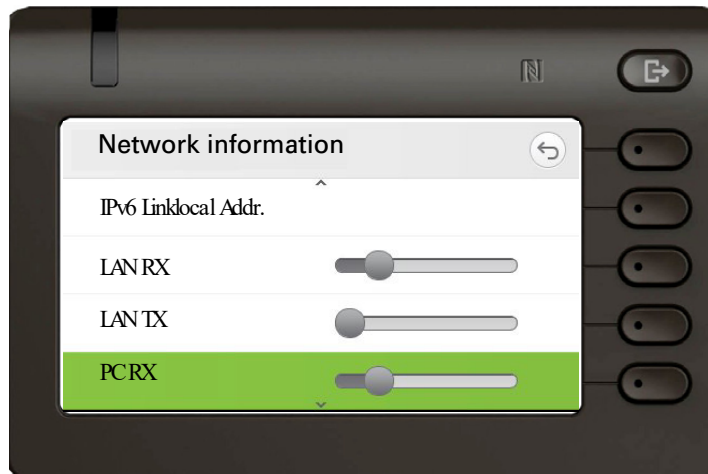 Network information
IPv6 Linklocal Addr.
LAN RX
LAN TX
PC RX